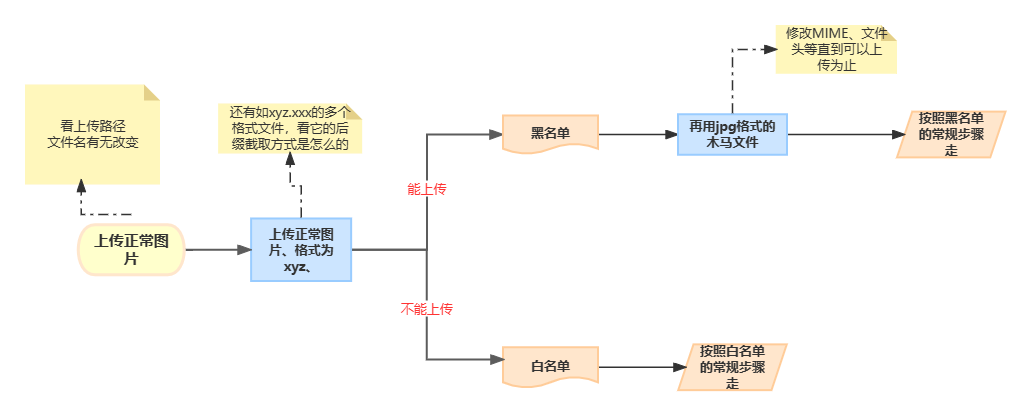 看上传路径
文件名有无改变
上传正常图
片
还有如xyz.xxx的多个
格式文件，看它的后
缀截取方式是怎么的
上传正常图
片、格式为
xyz、
能上传
不能上传
黑名单
再用jpg格式的
木马文件
修改MIME、文件
头等直到可以上
传为止
按照黑名单
的常规步骤
走
白名单
按照白名单
的常规步骤
走